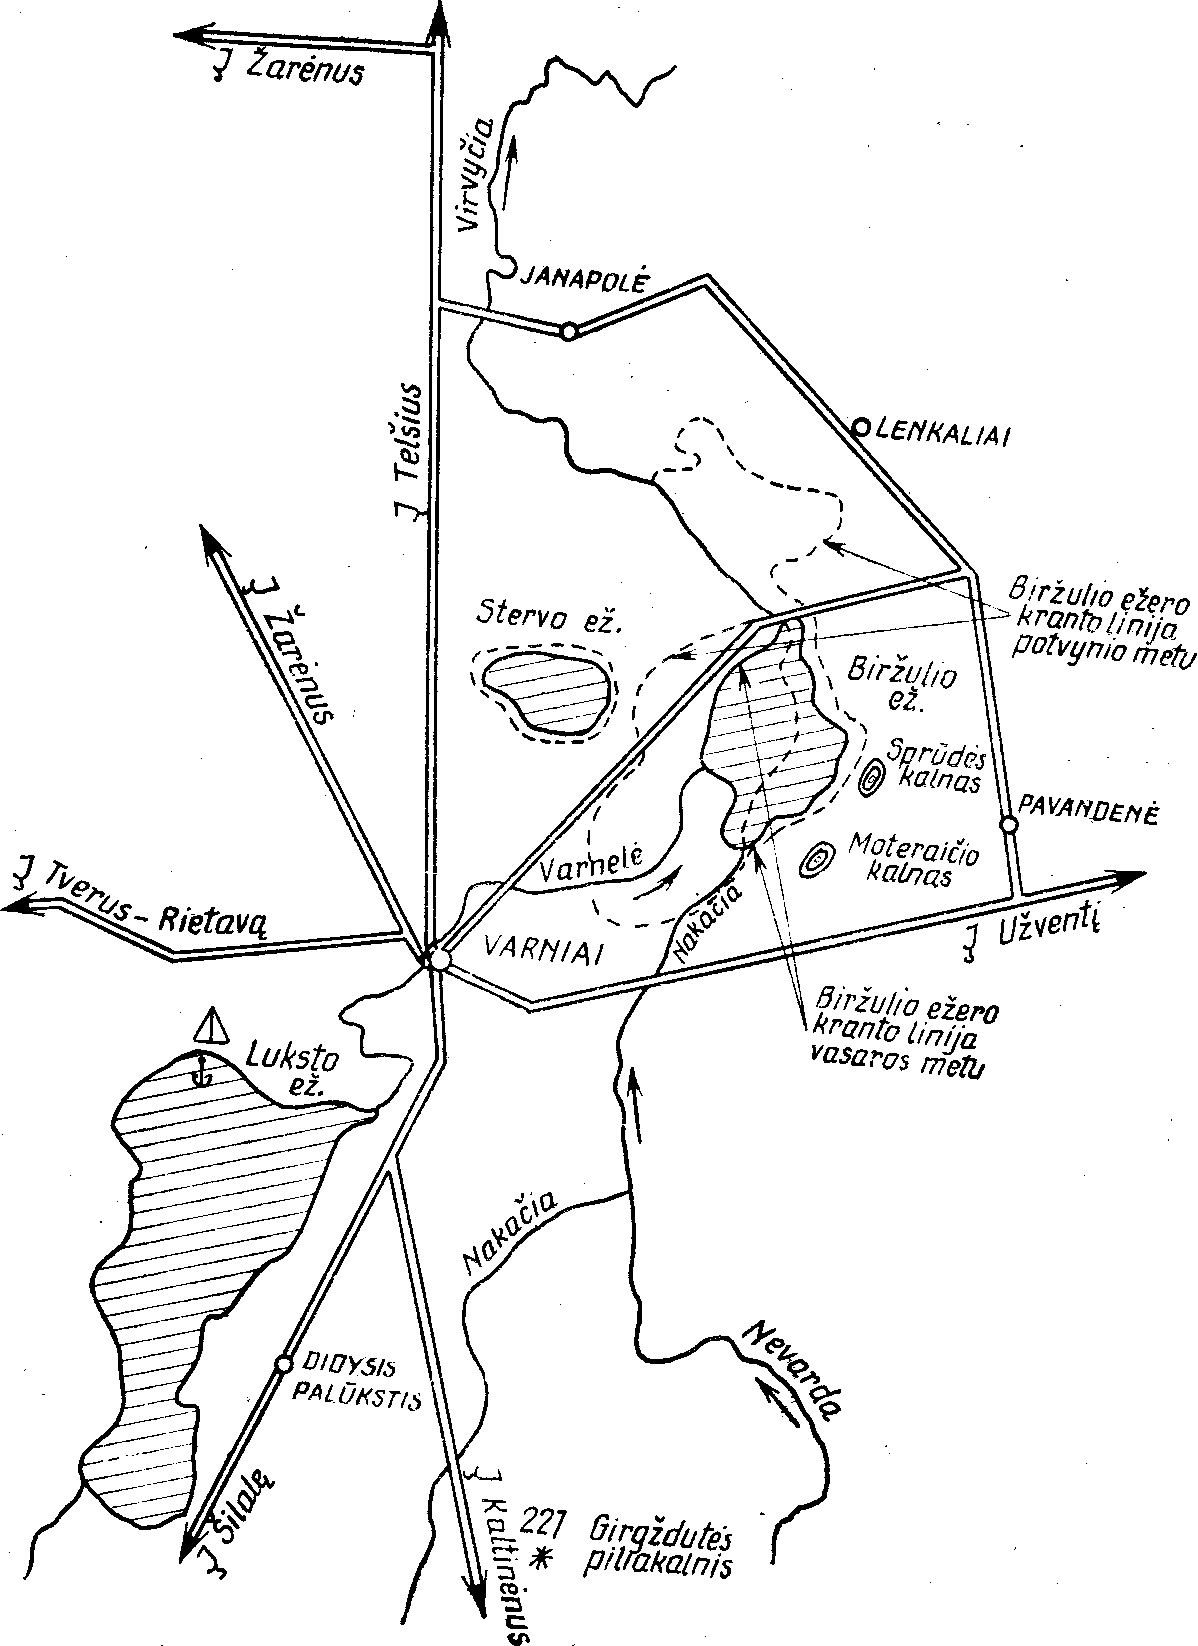 Į Žarėnus
Virvyčia
JANAPOLĖ
Į Telšius
LENKALIAI
Į Žarėnus
Stervo ež.
Biržulio ežero
kranto linija
potvynio metu
Biržulio
ež.
Sprūdės
kalnas
PAVANDENĖ
Moteraičio
kalnas
Varnelė
Į Tverus - Rietavą
Nakačia
VARNIAI
Į Užventį
Biržulio ežero
kranto linija
vasaros metu
Luksto
ež.
Nakačia
Nevarda
DIDYSIS
PALŪKSTIS
Į Šilalę
Į Kaltinėnus
227 Girgždutės
piliakalnis